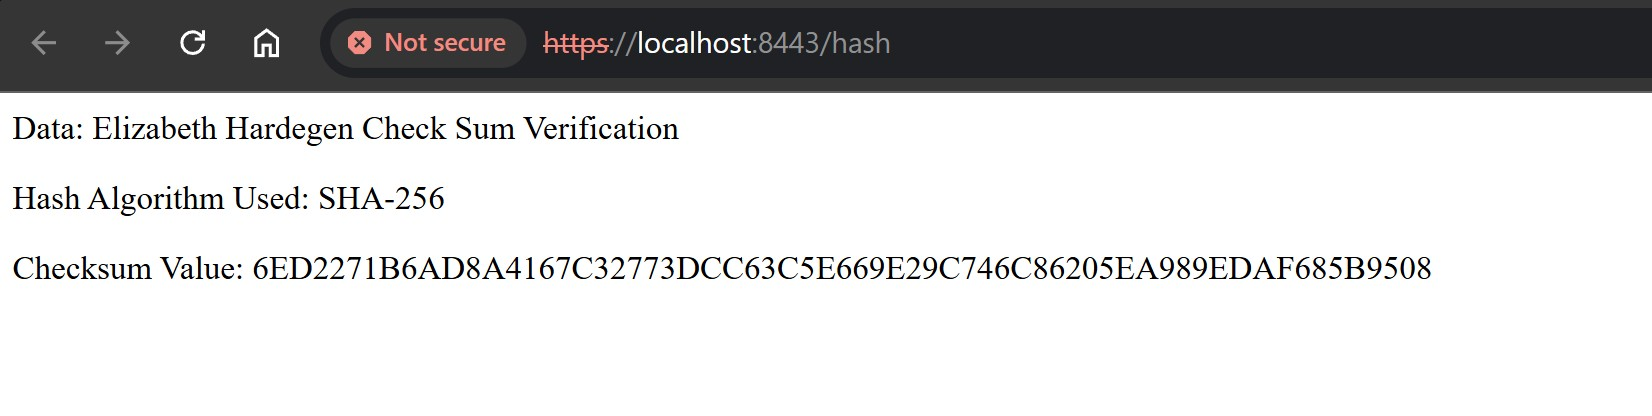 Not secure https://localhost:8443/hash
Data: Elizabeth Hardegen Check Sum Verification
Hash Algorithm Used: SHA-256
Checksum Value: 6ED2271B6AD8A4167C32773DCC63C5E669E29C746C86205EA989EDAF685B9508